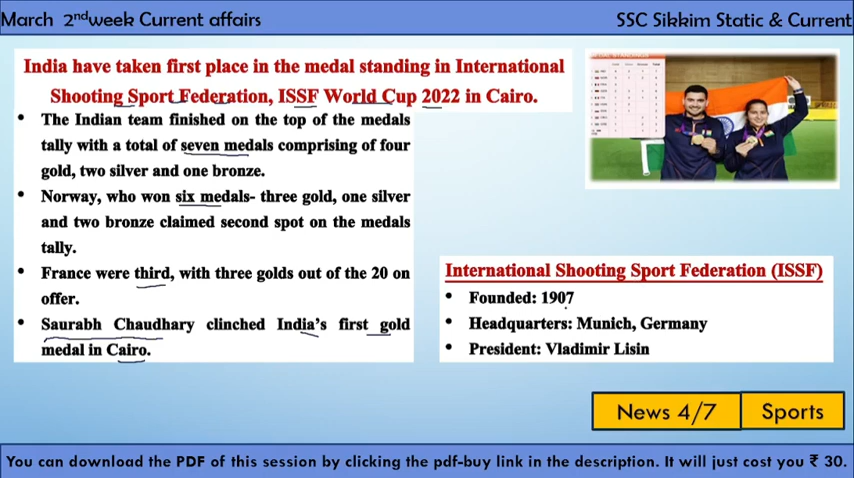 March 2nd week Current affairs
SSC Sikkim Static & Current
India have taken first place in the medal standing in International
Shooting Sport Federation, ISSF World Cup 2022 in Cairo.
• The Indian team finished on the top of the medals
tally with a total of seven medals comprising of four
gold, two silver and one bronze.
• Norway, who won six medals- three gold, one silver
and two bronze claimed second spot on the medals
tally.
• France were third, with three golds out of the 20 on
offer.
• Saurabh Chaudhary clinched India's first gold
medal in Cairo.
International Shooting Sport Federation (ISSF)
• Founded: 1907
• Headquarters: Munich, Germany
• President: Vladimir Lisin
News 4/7
Sports
You can download the PDF of this session by clicking the pdf-buy link in the description. It will just cost you ₹ 30.